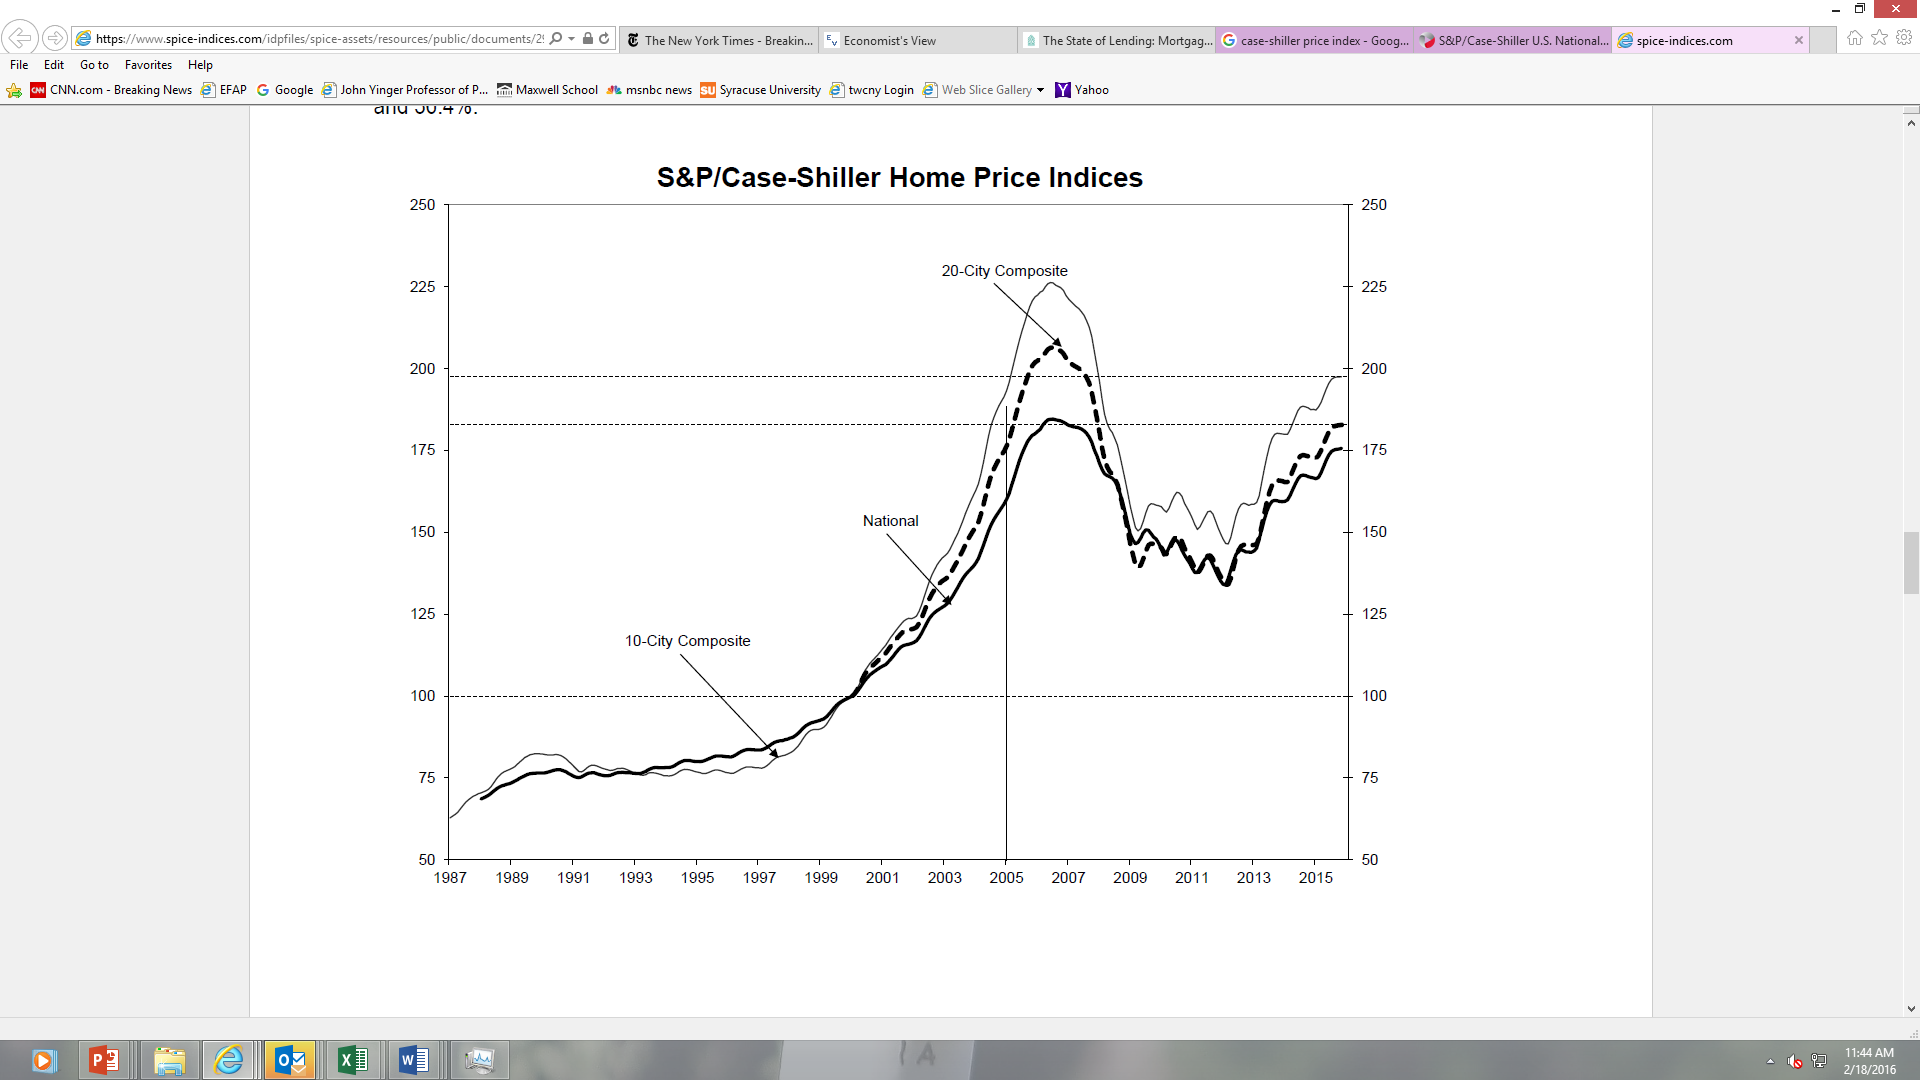 https://www.spice-indices.com/idpfiles/spice-assets/resources/public/documents/2
The New York Times - Breakin...
Economist's View
The State of Lending: Mortgag...
case-shiller price index - Goog...
S&P/Case-Shiller U.S. National...
spice-indices.com
File Edit Go to Favorites Help
CNN.com - Breaking News EFAP Google John Yinger Professor of P... Maxwell School msnbc news Syracuse University twcny Login Web Slice Gallery Yahoo
and
S&P/Case-Shiller Home Price Indices
250 250
20-City Composite
225 225
200 200
175 175
National
150 150
125 125
10-City Composite
100 100
75 75
50 50
1987 1989 1991 1993 1995 1997 1999 2001 2003 2005 2007 2009 2011 2013 2015
11:44 AM
2/18/2016